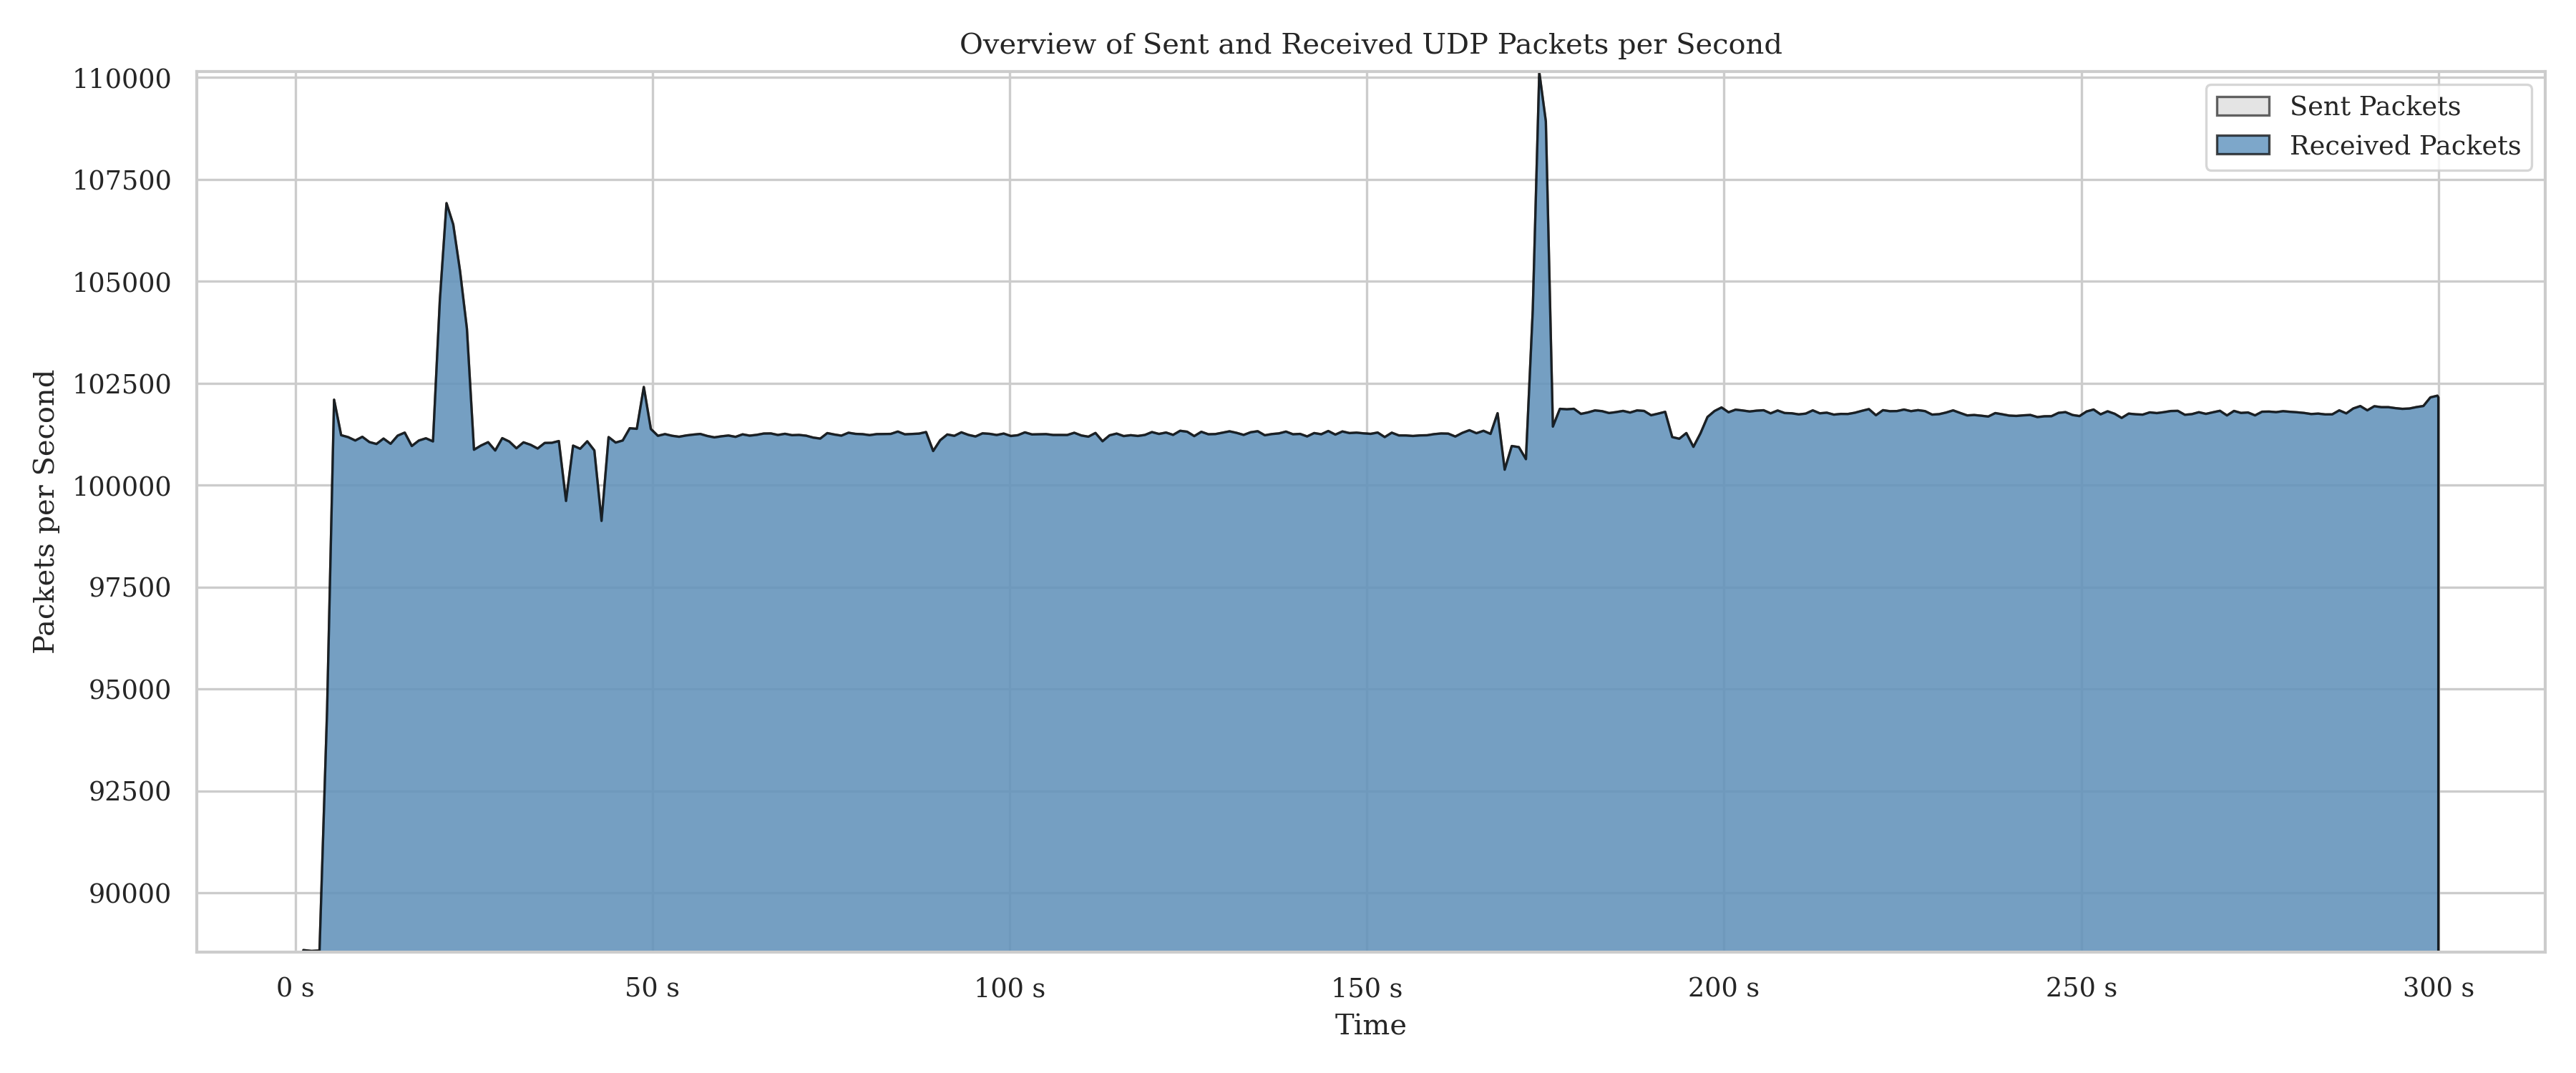 Overview of Sent and Received UDP Packets per Second
110000
107500
105000
102500
100000
97500
95000
92500
90000
Packets per Second
Sent Packets
Received Packets
0 s
50 s
100 s
150 s
200 s
250 s
300 s
Time